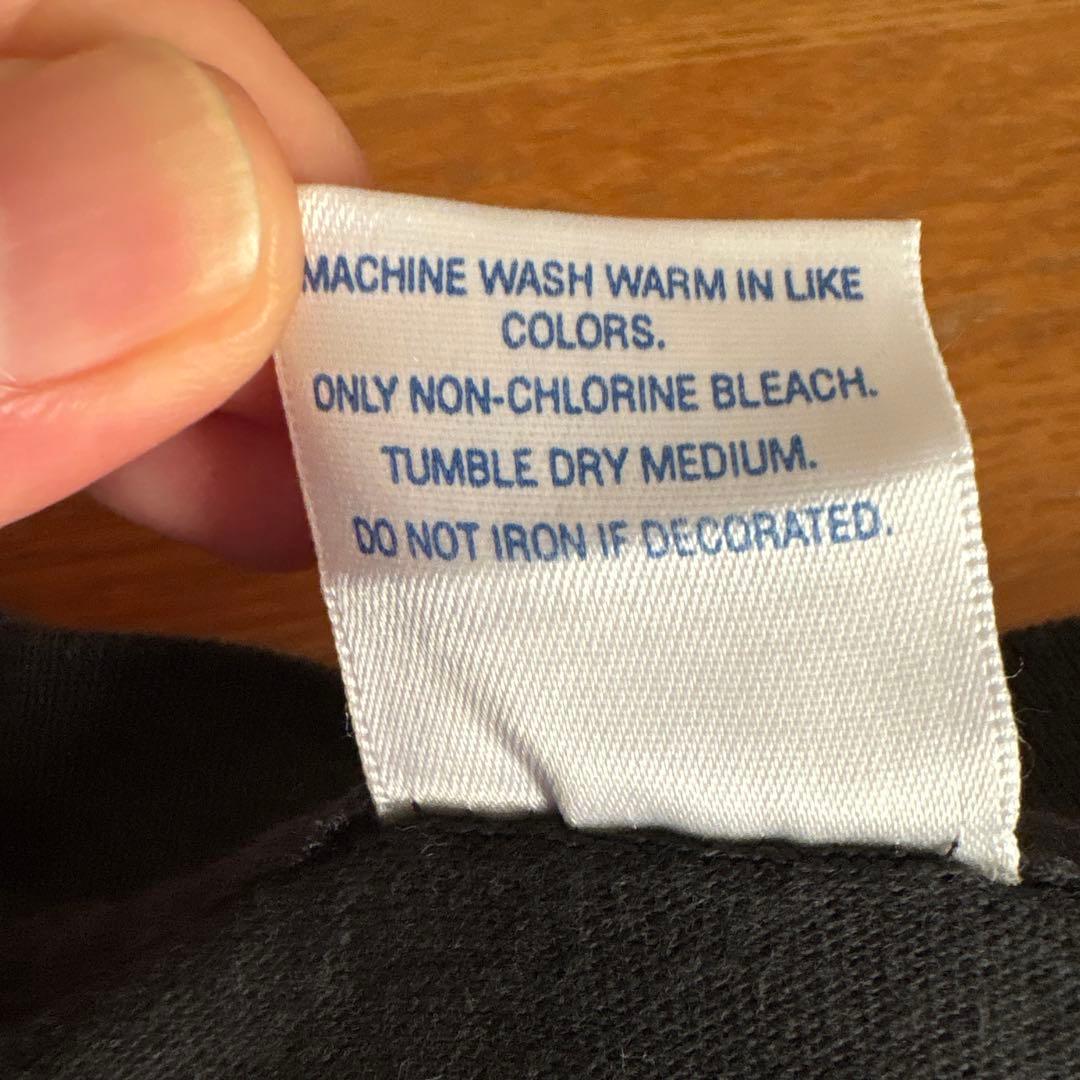 MACHINE WASH WARM IN LIKE
COLORS.
ONLY NON-CHLORINE BLEACH.
TUMBLE DRY MEDIUM.
DO NOT IRON IF DECORATED.